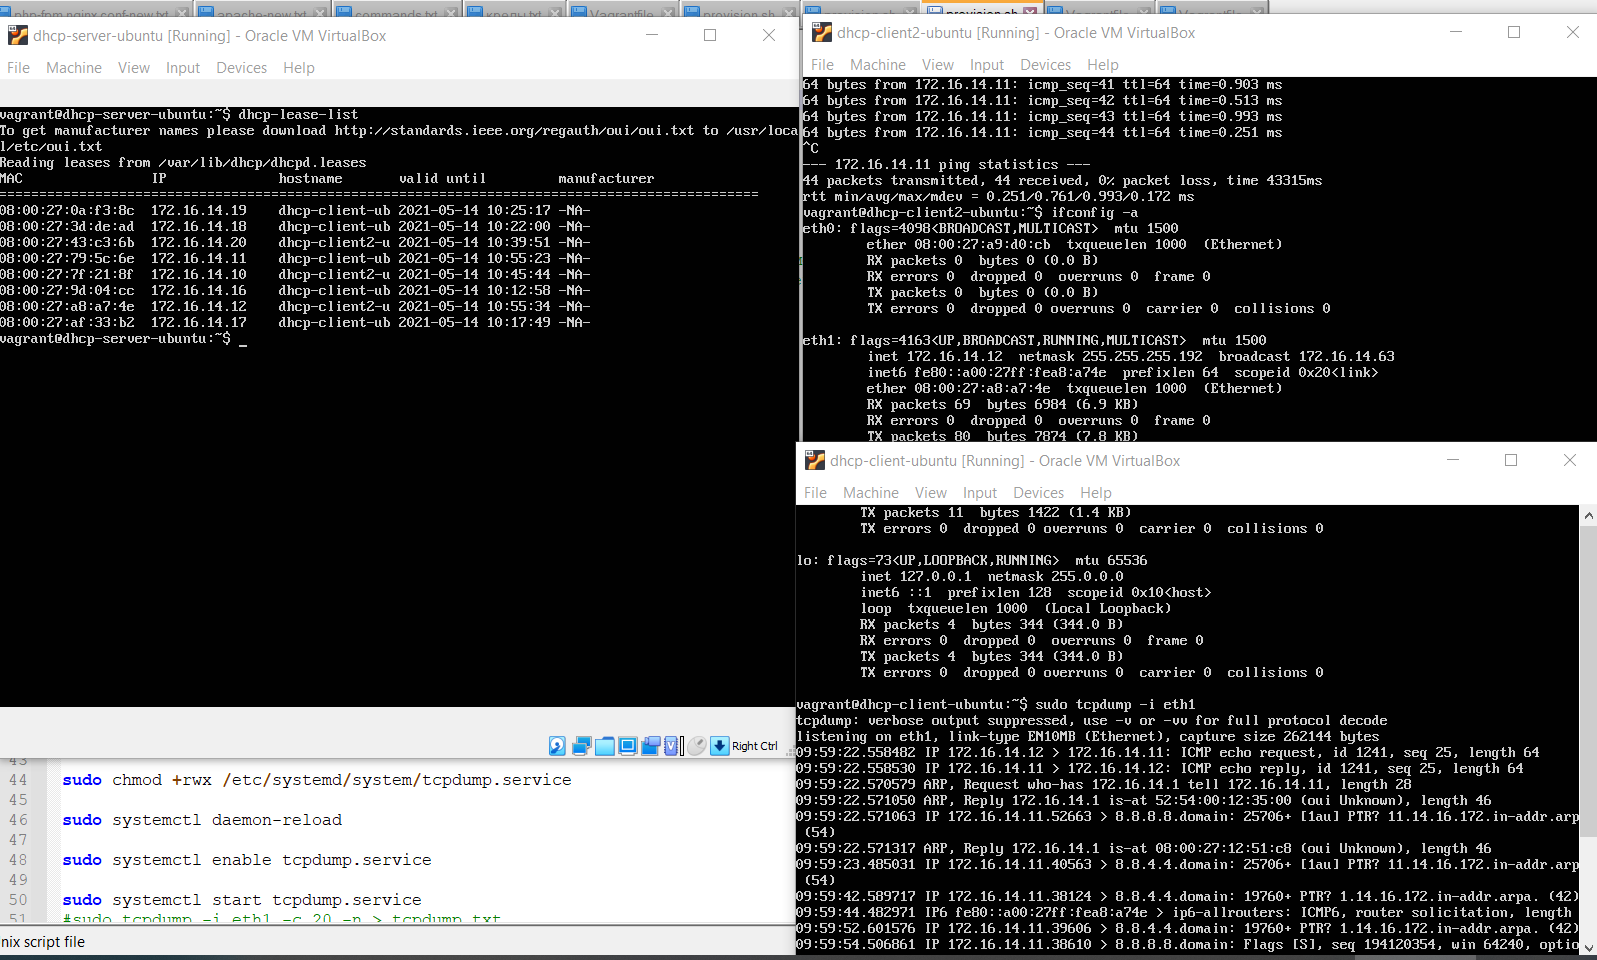 php-fpm.nginx conf-new.txt
apache-new.txt
commands.txt
креды.txt
Vagrantfile
provision.sh
provision.sh
provision.sh
Vagrantfile
Vagrantfile
dhcp-server-ubuntu [Running] - Oracle VM VirtualBox
File Machine View Input Devices Help
vagrant@dhcp-server-ubuntu:~$ dhcp-lease-list
To get manufacturer names please download http://standards.ieee.org/regauth/oui/oui.txt to /usr/loca
l/etc/oui.txt
Reading leases from /var/lib/dhcp/dhcpd.leases
MAC IP hostname valid until manufacturer
===============================================================================================
08:00:27:0a:f3:8c 172.16.14.19 dhcp-client-ub 2021-05-14 10:25:17 -NA-
08:00:27:3d:de:ad 172.16.14.18 dhcp-client-ub 2021-05-14 10:22:00 -NA-
08:00:27:43:c3:6b 172.16.14.20 dhcp-client2-u 2021-05-14 10:39:51 -NA-
08:00:27:79:5c:6e 172.16.14.11 dhcp-client-ub 2021-05-14 10:55:23 -NA-
08:00:27:7f:21:8f 172.16.14.10 dhcp-client2-u 2021-05-14 10:45:44 -NA-
08:00:27:9d:04:cc 172.16.14.16 dhcp-client-ub 2021-05-14 10:12:58 -NA-
08:00:27:a8:a7:4e 172.16.14.12 dhcp-client2-u 2021-05-14 10:55:34 -NA-
08:00:27:af:33:b2 172.16.14.17 dhcp-client-ub 2021-05-14 10:17:49 -NA-
vagrant@dhcp-server-ubuntu:~$ _
Right Ctrl
43
44 sudo chmod +rwx /etc/systemd/system/tcpdump.service
45
46 sudo systemctl daemon-reload
47
48 sudo systemctl enable tcpdump.service
49
50 sudo systemctl start tcpdump.service
51 #sudo tcpdump -i eth1 -c 20 -n > tcpdump.txt
nix script file
dhcp-client2-ubuntu [Running] - Oracle VM VirtualBox
File Machine View Input Devices Help
64 bytes from 172.16.14.11: icmp_seq=41 ttl=64 time=0.903 ms
64 bytes from 172.16.14.11: icmp_seq=42 ttl=64 time=0.513 ms
64 bytes from 172.16.14.11: icmp_seq=43 ttl=64 time=0.993 ms
64 bytes from 172.16.14.11: icmp_seq=44 ttl=64 time=0.251 ms
^C
--- 172.16.14.11 ping statistics ---
44 packets transmitted, 44 received, 0% packet loss, time 43315ms
rtt min/avg/max/mdev = 0.251/0.761/0.993/0.172 ms
vagrant@dhcp-client2-ubuntu:~$ ifconfig -a
eth0: flags=4098<BROADCAST,MULTICAST> mtu 1500
ether 08:00:27:a9:d0:cb txqueuelen 1000 (Ethernet)
RX packets 0 bytes 0 (0.0 B)
RX errors 0 dropped 0 overruns 0 frame 0
TX packets 0 bytes 0 (0.0 B)
TX errors 0 dropped 0 overruns 0 carrier 0 collisions 0
eth1: flags=4163<UP,BROADCAST,RUNNING,MULTICAST> mtu 1500
inet 172.16.14.12 netmask 255.255.255.192 broadcast 172.16.14.63
inet6 fe80::a00:27ff:fea8:a74e prefixlen 64 scopeid 0x20<link>
ether 08:00:27:a8:a7:4e txqueuelen 1000 (Ethernet)
RX packets 69 bytes 6984 (6.9 KB)
RX errors 0 dropped 0 overruns 0 frame 0
TX packets 80 bytes 7874 (7.8 KB)
dhcp-client-ubuntu [Running] - Oracle VM VirtualBox
File Machine View Input Devices Help
TX packets 11 bytes 1422 (1.4 KB)
TX errors 0 dropped 0 overruns 0 carrier 0 collisions 0
lo: flags=73<UP,LOOPBACK,RUNNING> mtu 65536
inet 127.0.0.1 netmask 255.0.0.0
inet6 ::1 prefixlen 128 scopeid 0x10<host>
loop txqueuelen 1000 (Local Loopback)
RX packets 4 bytes 344 (344.0 B)
RX errors 0 dropped 0 overruns 0 frame 0
TX packets 4 bytes 344 (344.0 B)
TX errors 0 dropped 0 overruns 0 carrier 0 collisions 0
vagrant@dhcp-client-ubuntu:~$ sudo tcpdump -i eth1
tcpdump: verbose output suppressed, use -v or -vv for full protocol decode
listening on eth1, link-type EN10MB (Ethernet), capture size 262144 bytes
09:59:22.558482 IP 172.16.14.12 > 172.16.14.11: ICMP echo request, id 1241, seq 25, length 64
09:59:22.558530 IP 172.16.14.11 > 172.16.14.12: ICMP echo reply, id 1241, seq 25, length 64
09:59:22.570579 ARP, Request who-has 172.16.14.1 tell 172.16.14.11, length 28
09:59:22.571050 ARP, Reply 172.16.14.1 is-at 52:54:00:12:35:00 (oui Unknown), length 46
09:59:22.571063 IP 172.16.14.11.52663 > 8.8.8.8.domain: 25706+ [1au] PTR? 11.14.16.172.in-addr.arp
(54)
09:59:22.571317 ARP, Reply 172.16.14.1 is-at 08:00:27:12:51:c8 (oui Unknown), length 46
09:59:23.485031 IP 172.16.14.11.40563 > 8.8.4.4.domain: 25706+ [1au] PTR? 11.14.16.172.in-addr.arp
(54)
09:59:42.589717 IP 172.16.14.11.38124 > 8.8.4.4.domain: 19760+ PTR? 1.14.16.172.in-addr.arpa. (42)
09:59:44.482971 IP6 fe80::a00:27ff:fea8:a74e > ip6-allrouters: ICMP6, router solicitation, length
09:59:52.601576 IP 172.16.14.11.39606 > 8.8.4.4.domain: 19760+ PTR? 1.14.16.172.in-addr.arpa. (42)
09:59:54.506861 IP 172.16.14.11.38610 > 8.8.8.8.domain: Flags [S], seq 194120354, win 64240, optio